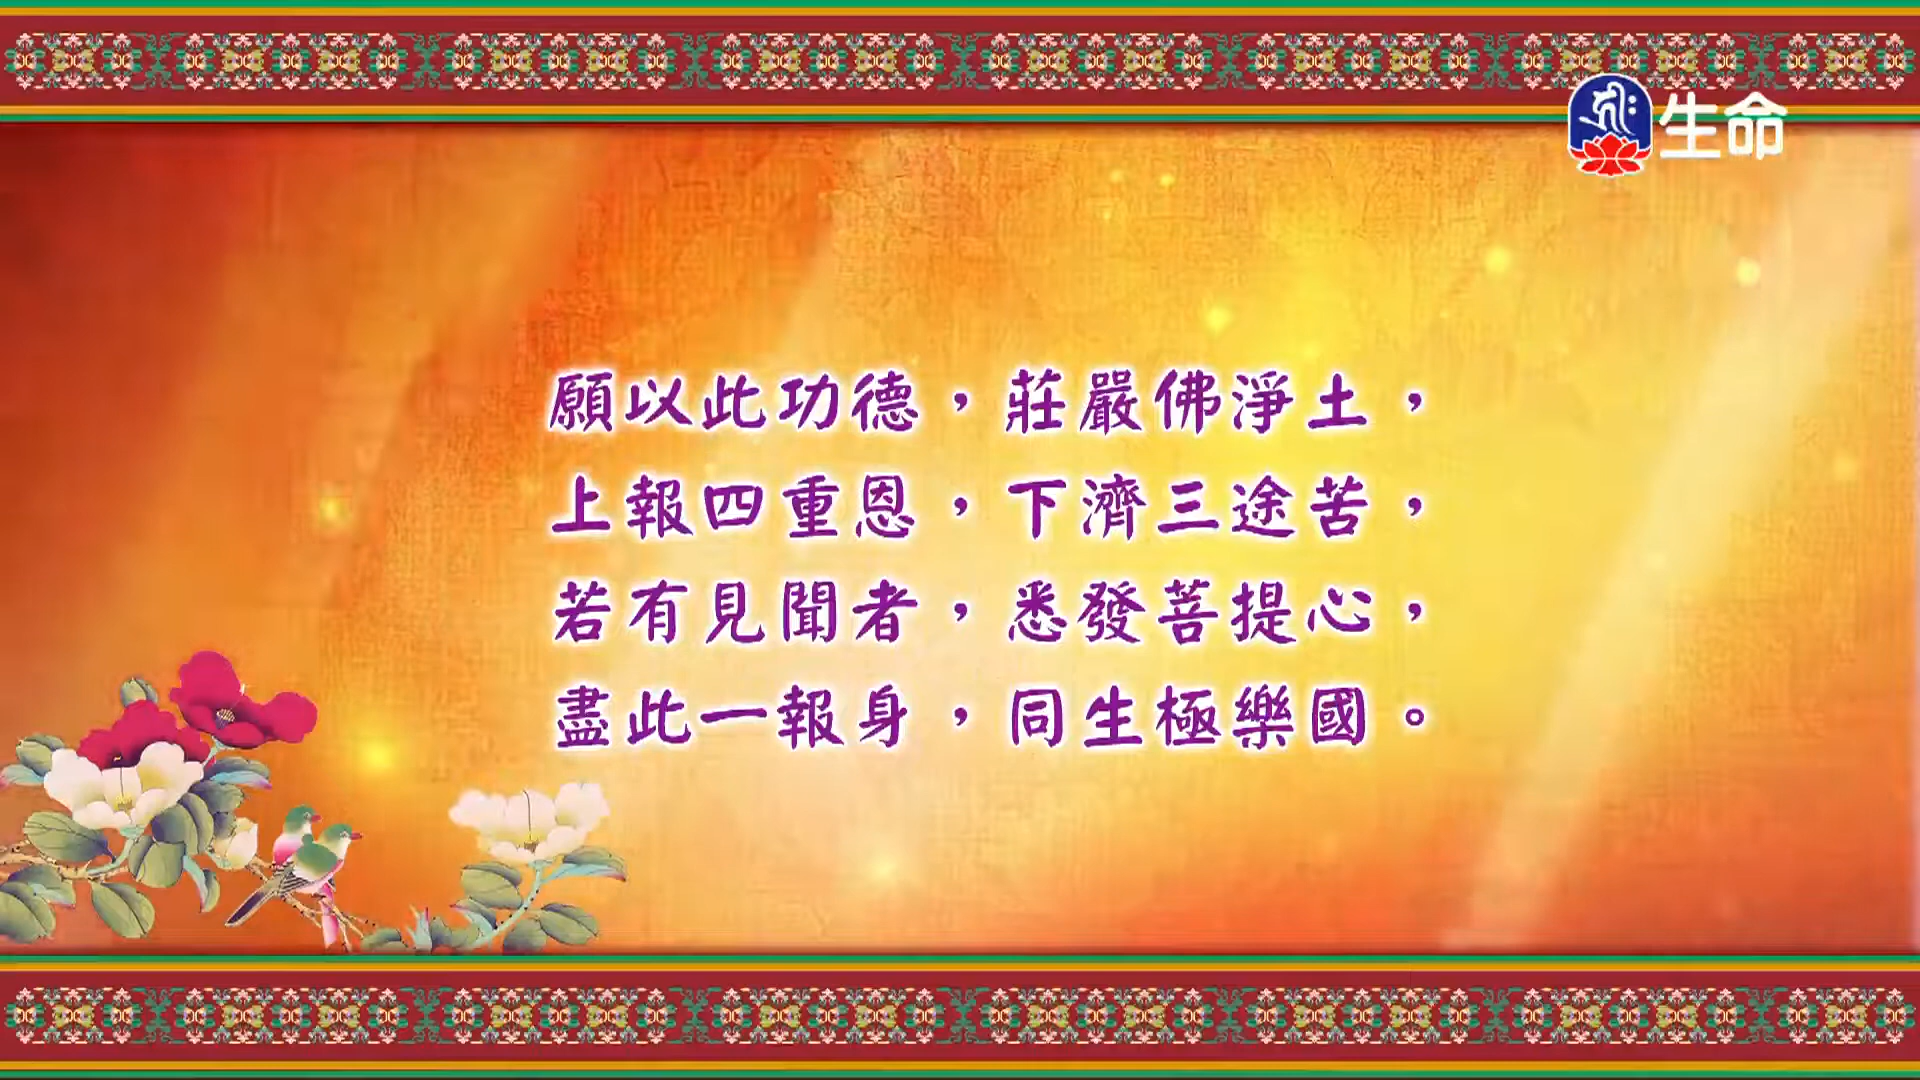 生命
願以此功德，莊嚴佛淨土，
上報四重恩，下濟三途苦，
若有見聞者，悉發菩提心，
盡此一報身，同生極樂國。